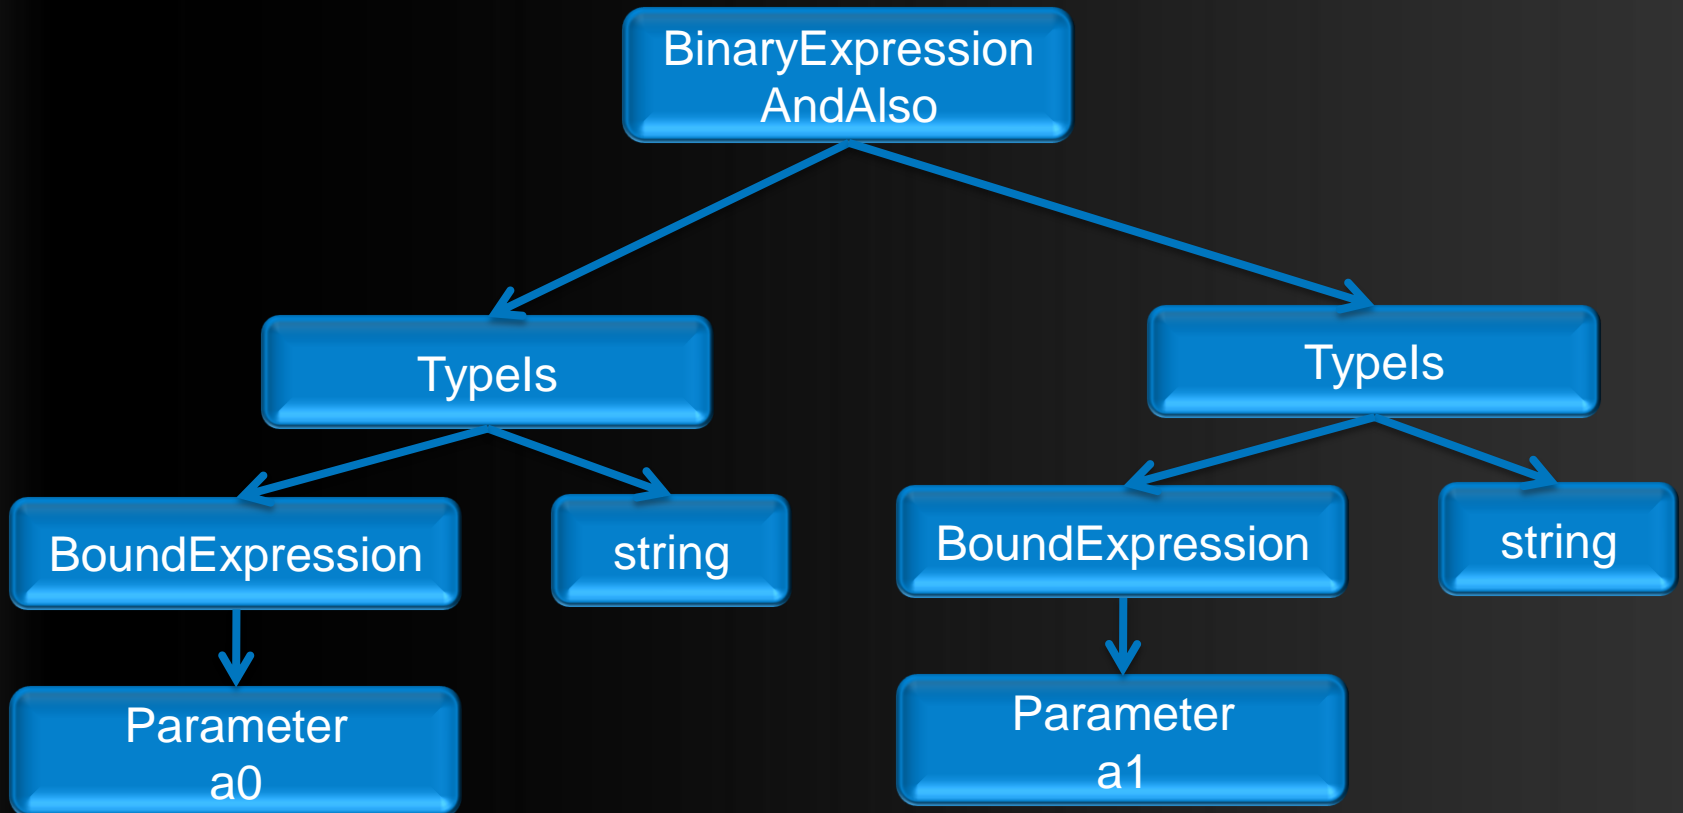 BinaryExpression
AndAlso
TypeIs
TypeIs
BoundExpression
string
BoundExpression
string
Parameter
a0
Parameter
a1